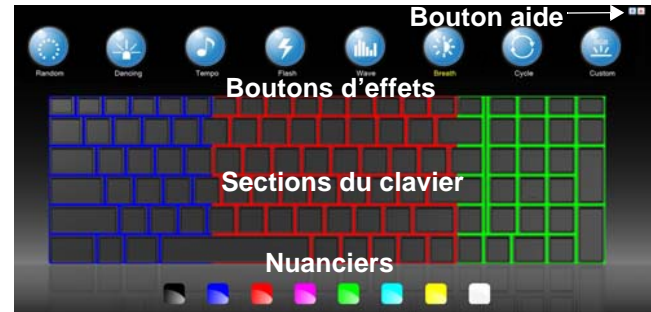 Bouton aide
Random Dancing Tempo Flash Wave Breath Cycle Custom
Boutons d'effets
Sections du clavier
Nuanciers